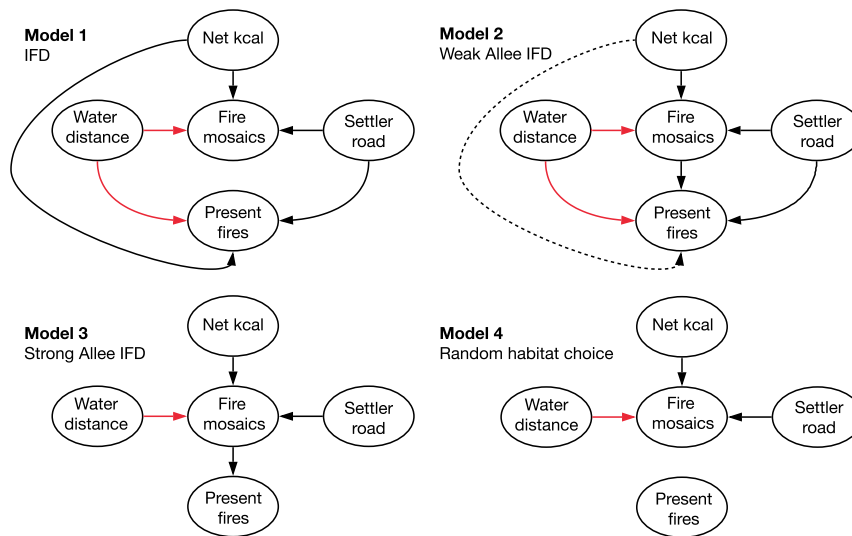 Model 1
IFD
Net kcal
Water
distance
Fire
mosaics
Settler
road
Present
fires
Model 2
Weak Allee IFD
Net kcal
Water
distance
Fire
mosaics
Settler
road
Present
fires
Model 3
Strong Allee IFD
Net kcal
Water
distance
Fire
mosaics
Settler
road
Present
fires
Model 4
Random habitat choice
Net kcal
Water
distance
Fire
mosaics
Settler
road
Present
fires